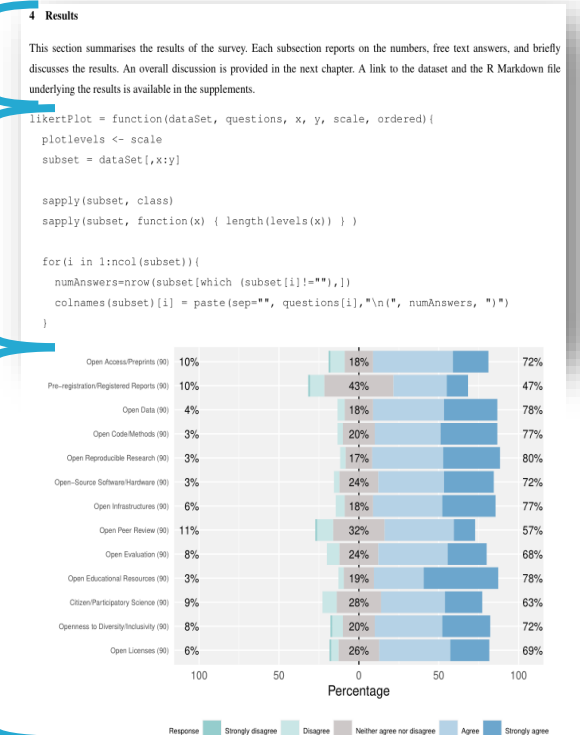 4 Results
This section summarises the results of the survey. Each subsection reports on the numbers, free text answers, and briefly
discusses the results. An overall discussion is provided in the next chapter. A link to the dataset and the R Markdown file
underlying the results is available in the supplements.
likertPlot = function(dataSet, questions, x, y, scale, ordered){
plotlevels <- scale
subset = dataSet[,x:y]
sapply(subset, class)
sapply(subset, function(x) { length(levels(x)) } )
for(i in 1:ncol(subset)){
numAnswers=nrow(subset[which (subset[i]!=""),])
colnames(subset)[i] = paste(sep="", questions[i],"\n(", numAnswers, ")")
}
Open Access/Preprints (90) 10% 18% 72%
Pre-registration/Registered Reports (90) 10% 43% 47%
Open Data (90) 4% 18% 78%
Open Code/Methods (90) 3% 20% 77%
Open Reproducible Research (90) 3% 17% 80%
Open-Source Software/Hardware (90) 3% 24% 72%
Open Infrastructures (90) 6% 18% 77%
Open Peer Review (90) 11% 32% 57%
Open Evaluation (90) 8% 24% 68%
Open Educational Resources (90) 3% 19% 78%
Citizen/Participatory Science (90) 9% 28% 63%
Openness to Diversity/Inclusivity (90) 8% 20% 72%
Open Licenses (90) 6% 26% 69%
100 50 0 50 100
Percentage
Response Strongly disagree Disagree Neither agree nor disagree Agree Strongly agree